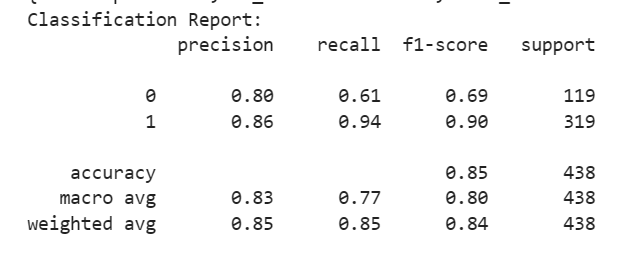 Classification Report:
precision recall f1-score support
0 0.80 0.61 0.69 119
1 0.86 0.94 0.90 319
accuracy 0.85 438
macro avg 0.83 0.77 0.80 438
weighted avg 0.85 0.85 0.84 438